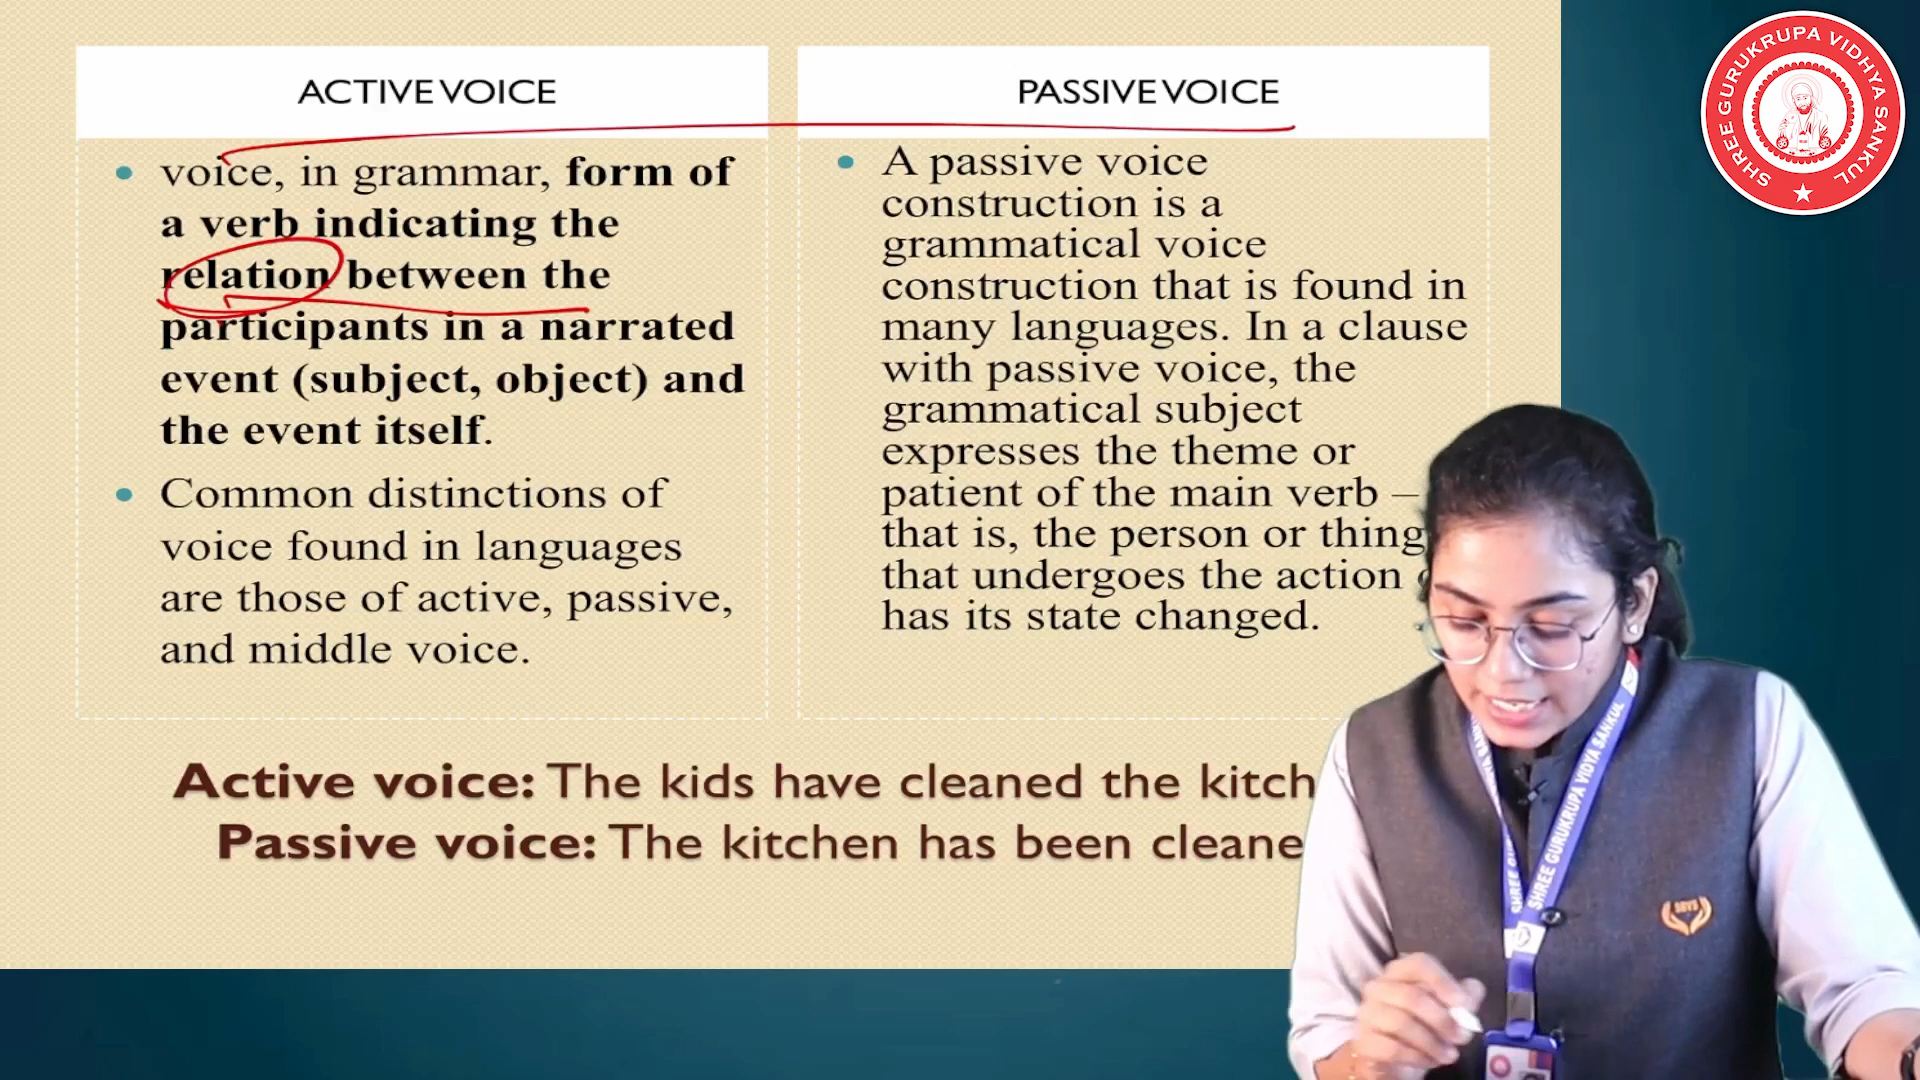 ACTIVE VOICE
voice, in grammar, form of
a verb indicating the
relation between the
participants in a narrated
event (subject, object) and
the event itself.
Common distinctions of
voice found in languages
are those of active, passive,
and middle voice.
PASSIVE VOICE
A passive voice
construction is a
grammatical voice
construction that is found in
many languages. In a clause
with passive voice, the
grammatical subject
expresses the theme or
patient of the main verb –
that is, the person or thing
that undergoes the action
has its state changed.
Active voice: The kids have cleaned the kitch
Passive voice: The kitchen has been cleane
SHREE GURUKRUPA VIDHYA SANKUL
SHREE GURUKRUPA VIDYA SANKUL
SGVS